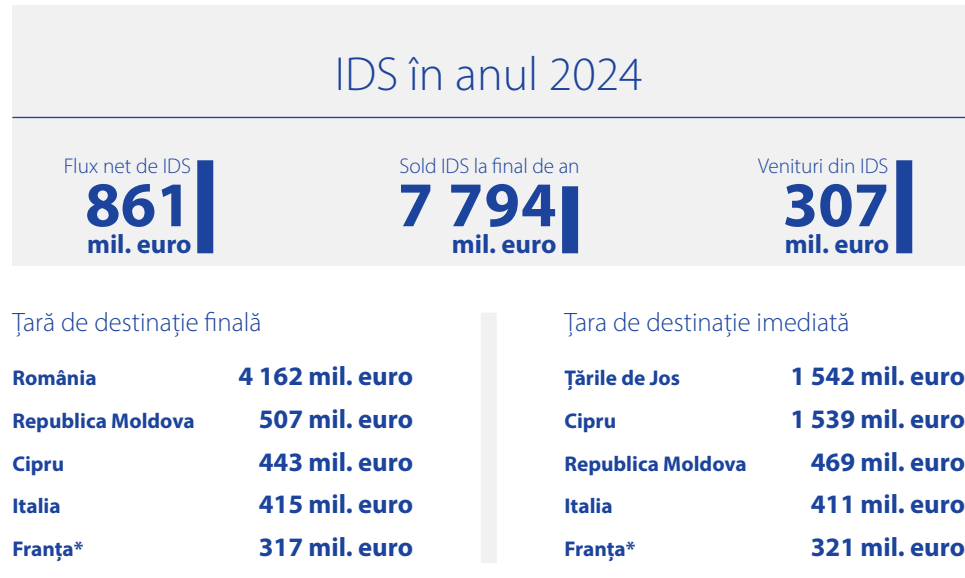 IDS în anul 2024
Flux net de IDS
861
mil. euro
Sold IDS la final de an
7 794
mil. euro
Venituri din IDS
307
mil. euro
Țară de destinație finală
România 4 162 mil. euro
Republica Moldova 507 mil. euro
Cipru 443 mil. euro
Italia 415 mil. euro
Franța* 317 mil. euro
Țara de destinație imediată
Țările de Jos 1 542 mil. euro
Cipru 1 539 mil. euro
Republica Moldova 469 mil. euro
Italia 411 mil. euro
Franța* 321 mil. euro